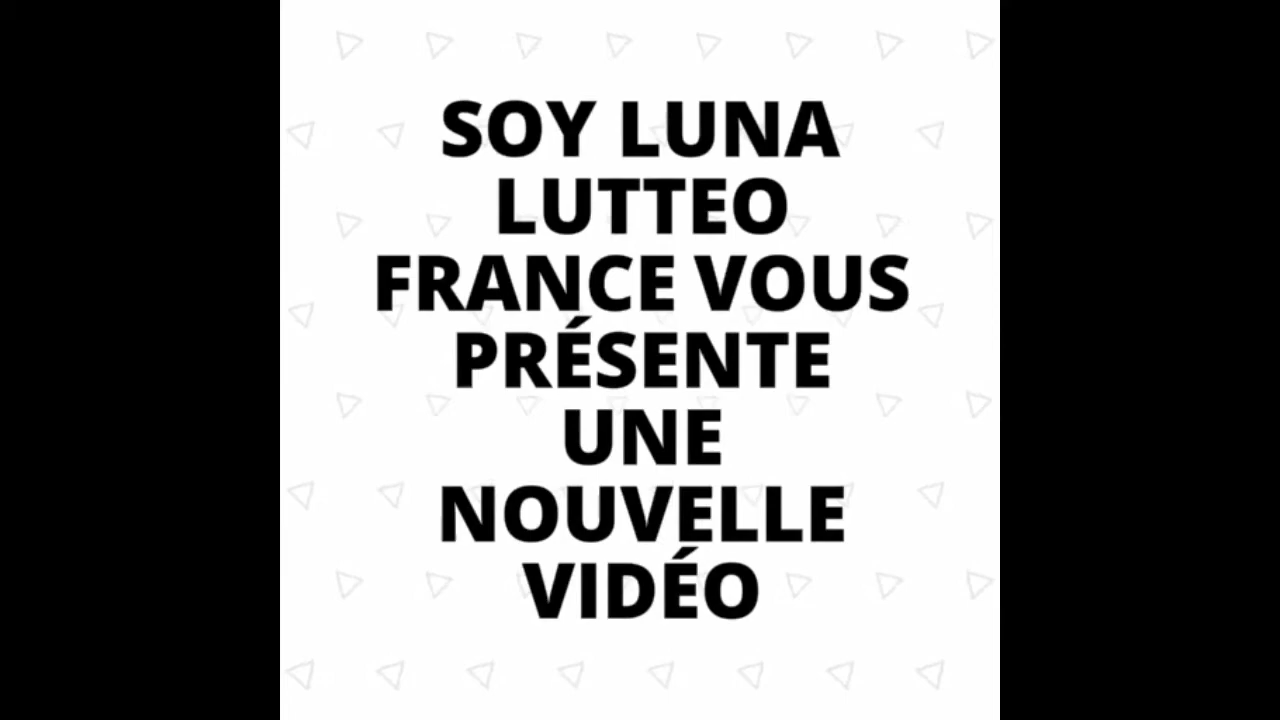 SOY LUNA
LUTTEO
FRANCE VOUS
PRÉSENTE
UNE
NOUVELLE
VIDÉO